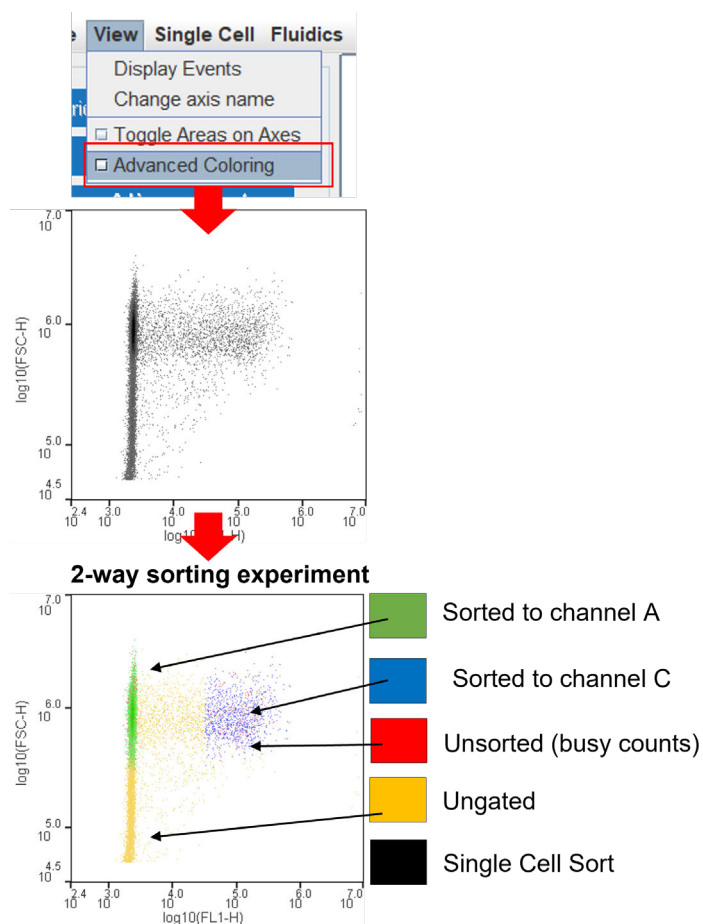 View Single Cell Fluidics
Display Events
Change axis name
Toggle Areas on Axes
Advanced Coloring
10 7.0
10 6.0
10 5.0
10 4.5
log10(FSC-H)
10 2.4 10 3.0 10 4.0 10 5.0 10 6.0 10 7.0
2-way sorting experiment
10 7.0
10 6.0
10 5.0
10 4.5
log10(FSC-H)
10 2.4 10 3.0 10 4.0 10 5.0 10 6.0 10 7.0
log10(FL1-H)
Sorted to channel A
Sorted to channel C
Unsorted (busy counts)
Ungated
Single Cell Sort